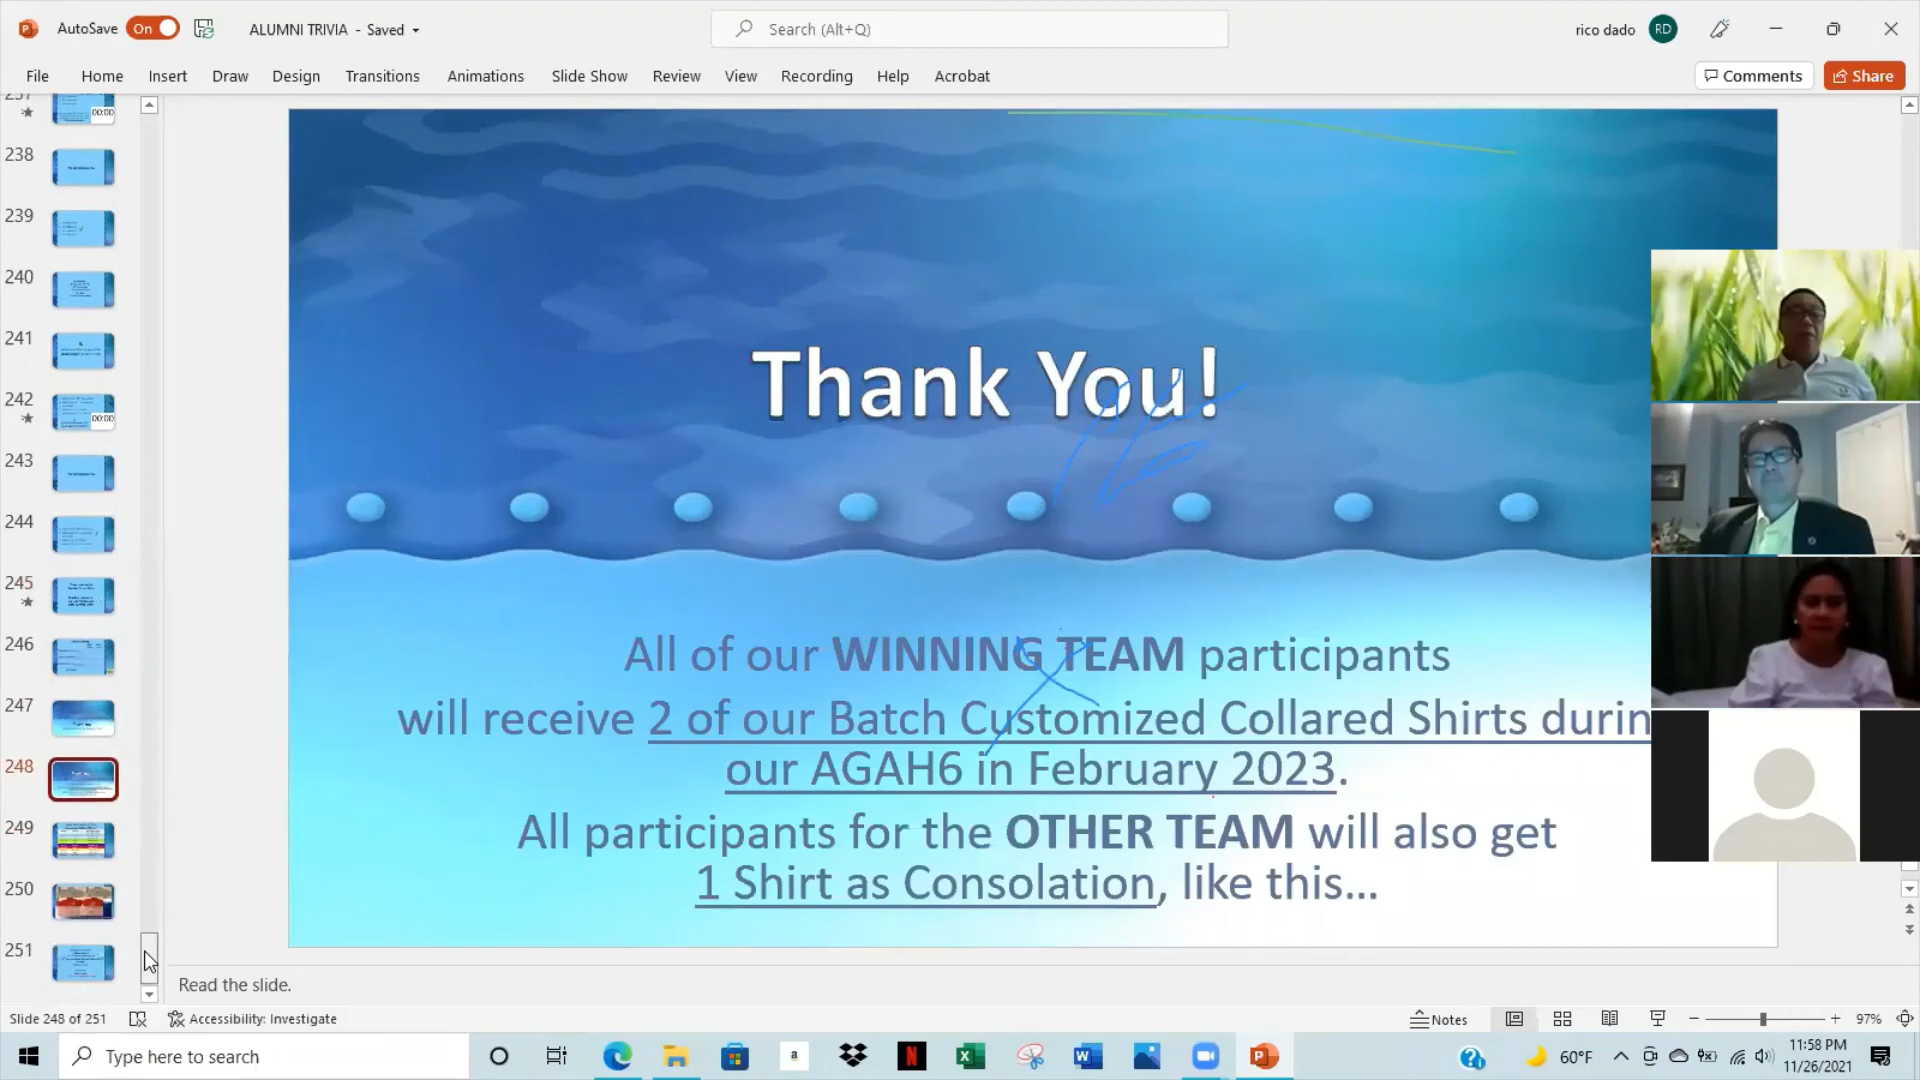 AutoSave On ALUMNI TRIVIA - Saved Search (Alt+Q) rico dado RD
File Home Insert Draw Design Transitions Animations Slide Show Review View Recording Help Acrobat Comments Share
237
00:00
238
239
240
241
242
00:00
243
244
245
246
247
248
249
250
251
Thank You!
All of our WINNING TEAM participants
will receive 2 of our Batch Customized Collared Shirts durin
our AGAH6 in February 2023.
All participants for the OTHER TEAM will also get
1 Shirt as Consolation, like this...
Read the slide.
Slide 248 of 251 Accessibility: Investigate Notes 97%
Type here to search 60°F 11:58 PM
11/26/2021